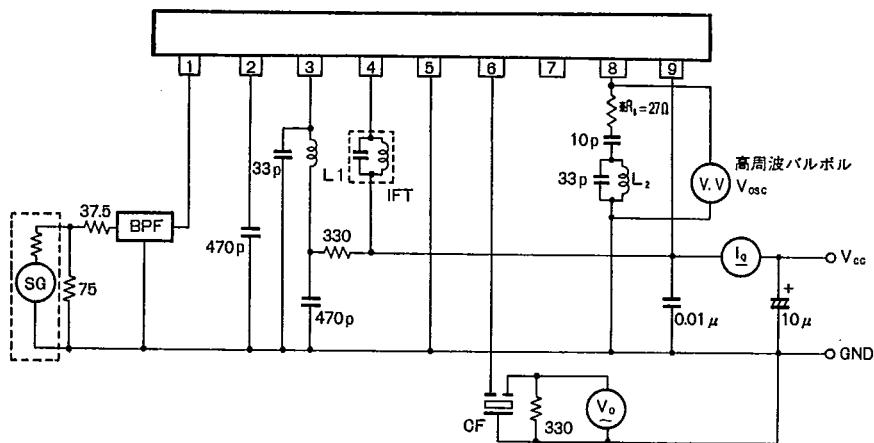 1
2
3
4
5
6
7
8
9
33p
L1
IFT
※R₅=27Ω
10p
33p
L₂
V.V
高周波バルボル
Vosc
37.5
BPF
SG
75
470p
330
470p
IQ
Vcc
0.01μ
+
10μ
GND
CF
330
Vo